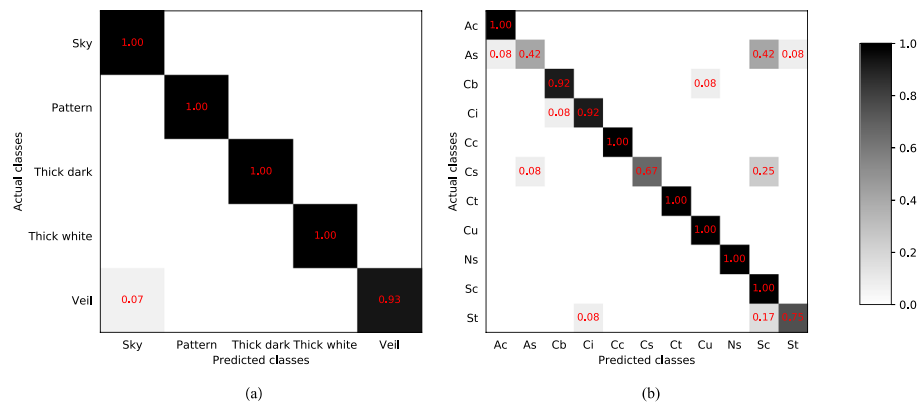 Actual classes
Sky
Pattern
Thick dark
Thick white
Veil
1.00
1.00
1.00
1.00
0.07
0.93
Sky Pattern Thick dark Thick white Veil
Predicted classes
(a)
Actual classes
Ac
As
Cb
Ci
Cc
Cs
Ct
Cu
Ns
Sc
St
1.00
0.08 0.42 0.42 0.08
0.92 0.08
0.08 0.92
1.00
0.08 0.67 0.25
1.00
1.00
1.00
1.00
0.08 0.17 0.75
Ac As Cb Ci Cc Cs Ct Cu Ns Sc St
Predicted classes
(b)
1.0
0.8
0.6
0.4
0.2
0.0